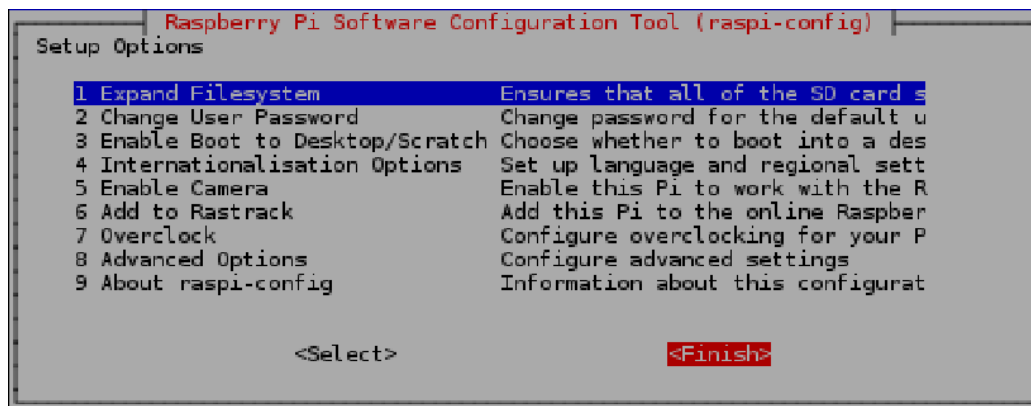 Raspberry Pi Software Configuration Tool (raspi-config)
Setup Options
1 Expand Filesystem Ensures that all of the SD card s
2 Change User Password Change password for the default u
3 Enable Boot to Desktop/Scratch Choose whether to boot into a des
4 Internationalisation Options Set up language and regional sett
5 Enable Camera Enable this Pi to work with the R
6 Add to Rastrack Add this Pi to the online Raspber
7 Overclock Configure overclocking for your P
8 Advanced Options Configure advanced settings
9 About raspi-config Information about this configurat
<Select> <Finish>